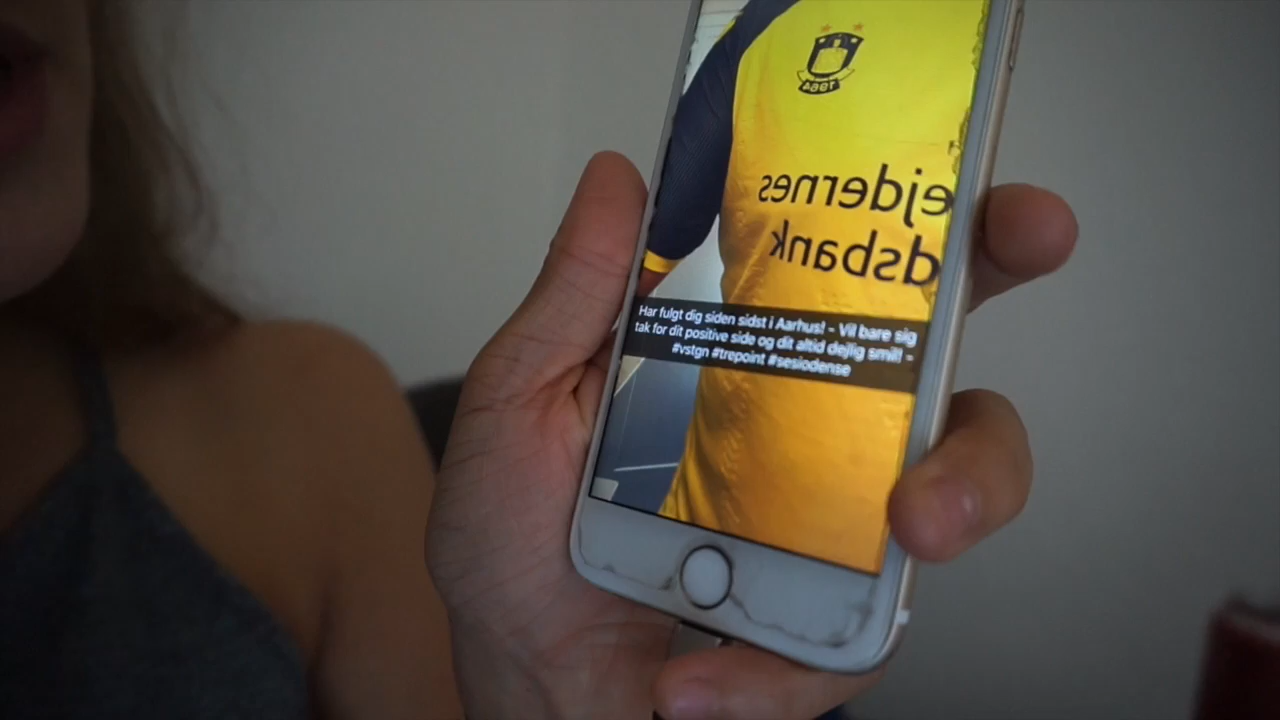 1964
ejdernes
dsbank
Har fulgt dig siden sidst i Aarhus! - Vil bare sig
tak for dit positive side og dit altid dejlig smil! -
#vstgn #trepoint #sesiodense